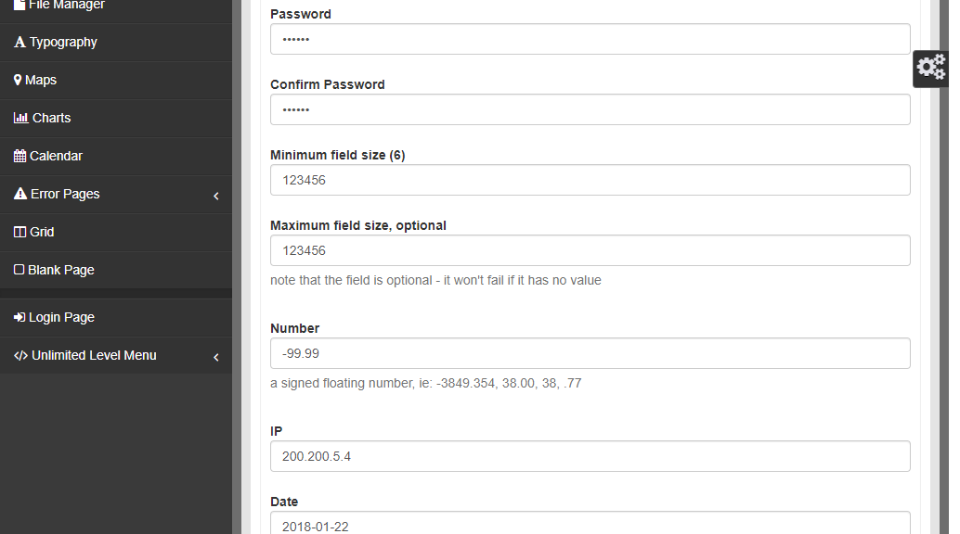 File Manager
Typography
Maps
Charts
Calendar
Error Pages
Grid
Blank Page
Login Page
Unlimited Level Menu
Password
••••••
Confirm Password
••••••
Minimum field size (6)
123456
Maximum field size, optional
123456
note that the field is optional - it won't fail if it has no value
Number
-99.99
a signed floating number, ie: -3849.354, 38.00, 38, .77
IP
200.200.5.4
Date
2018-01-22